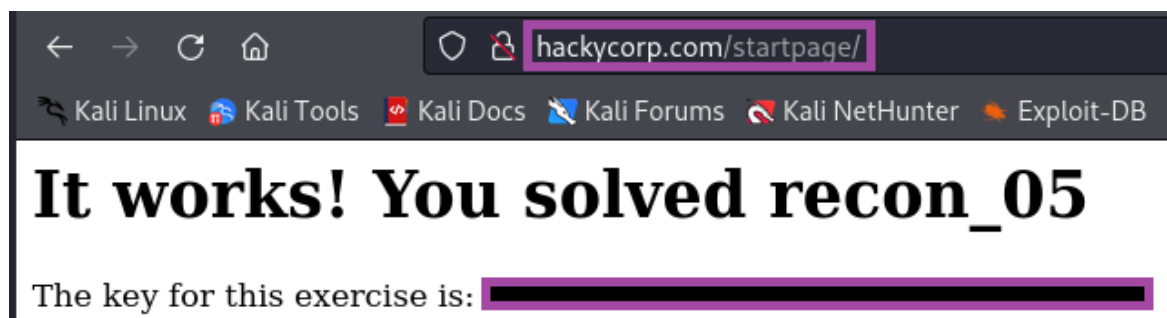 hackycorp.com/startpage/
Kali Linux Kali Tools Kali Docs Kali Forums Kali NetHunter Exploit-DB
It works! You solved recon_05
The key for this exercise is: